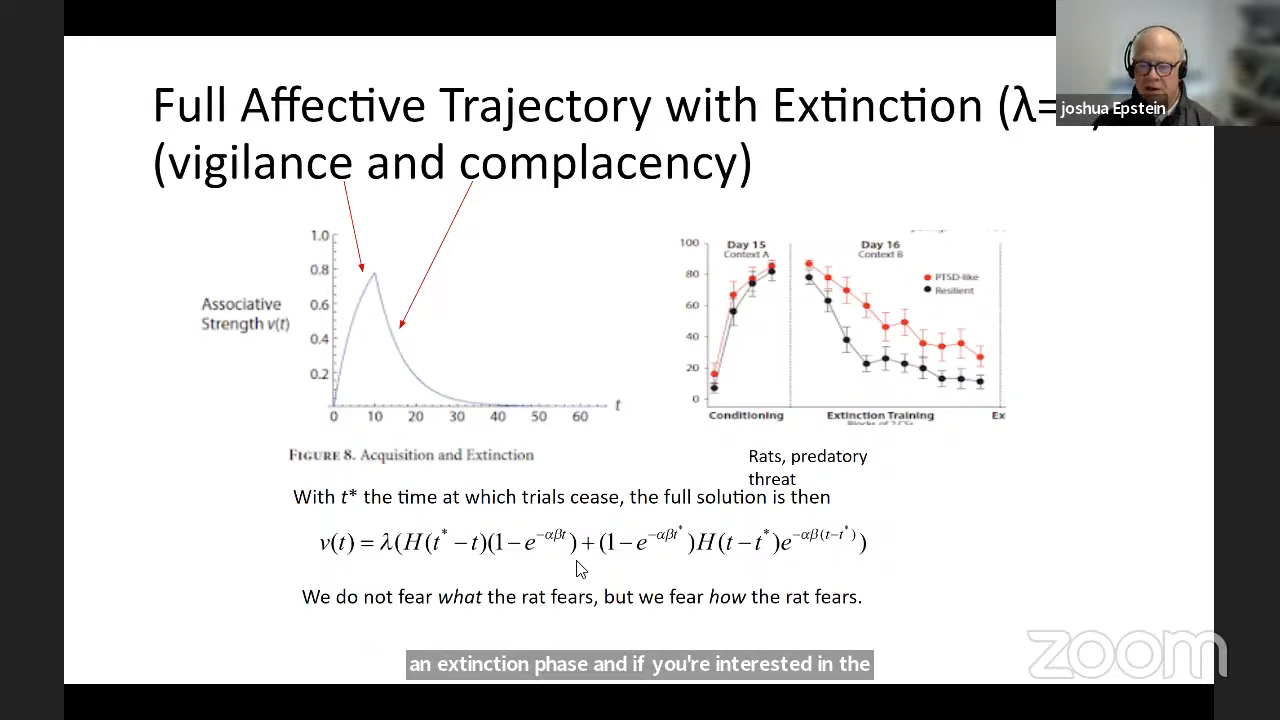 Full Affective Trajectory with Extinction (λ=
joshua Epstein
(vigilance and complacency)
1.0
0.8
0.6
0.4
0.2
Associative
Strength v(t)
0 10 20 30 40 50 60
t
FIGURE 8. Acquisition and Extinction
100
80
60
40
20
0
Day 15
Context A
Day 16
Context B
PTSD-like
Resilient
Conditioning
Extinction Training
Ex
Rats, predatory
threat
With t* the time at which trials cease, the full solution is then
v(t) = λ(H(t* − t)(1 − e^{−αβt}) + (1 − e^{−αβt*})H(t − t*)e^{−αβ(t−t*)})
We do not fear what the rat fears, but we fear how the rat fears.
zoom
an extinction phase and if you're interested in the